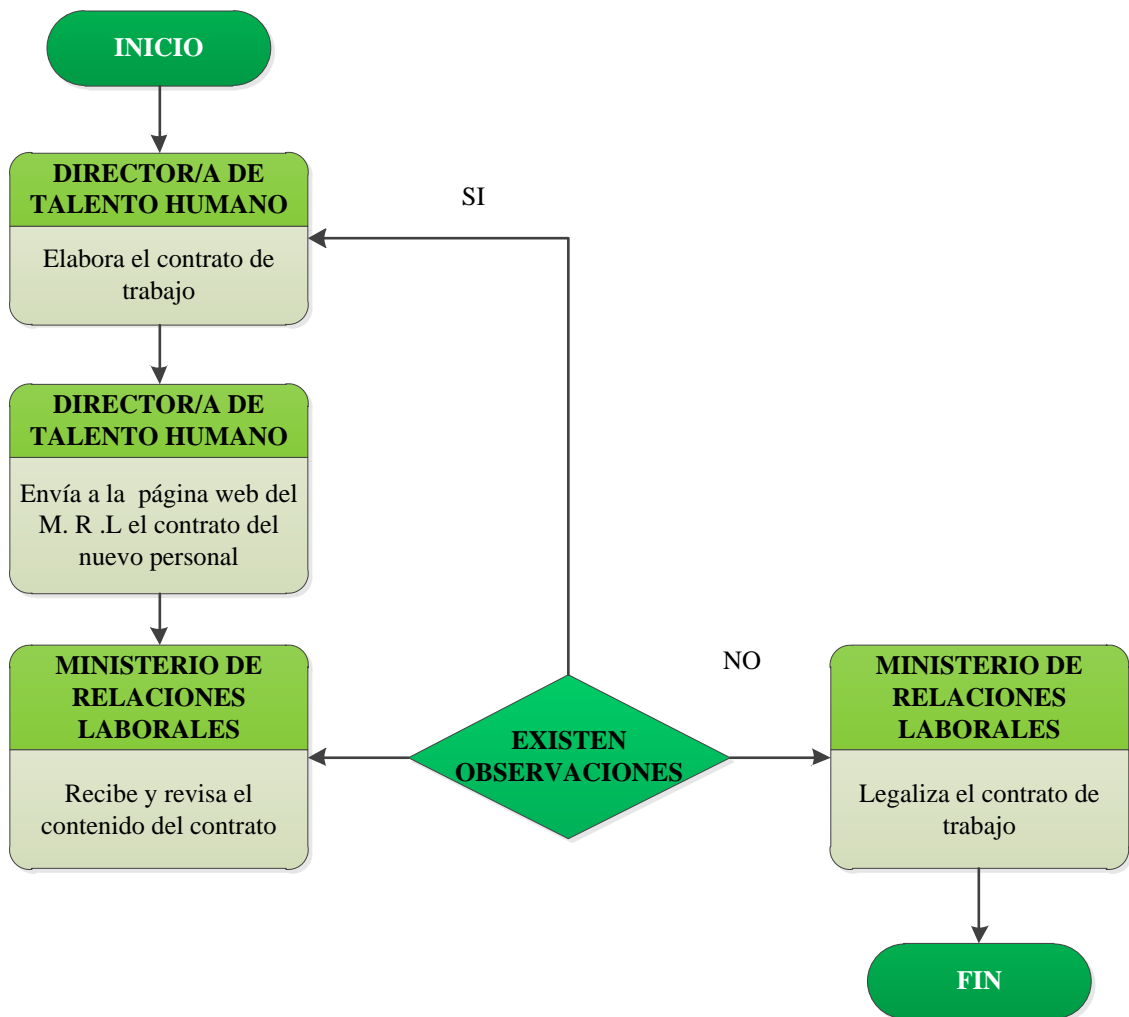 INICIO
DIRECTOR/A DE
TALENTO HUMANO
Elabora el contrato de
trabajo
SI
DIRECTOR/A DE
TALENTO HUMANO
Envía a la  página web del
M. R .L el contrato del
nuevo personal
MINISTERIO DE
RELACIONES
LABORALES
Recibe y revisa el
contenido del contrato
EXISTEN
OBSERVACIONES
NO
MINISTERIO DE
RELACIONES
LABORALES
Legaliza el contrato de
trabajo
FIN